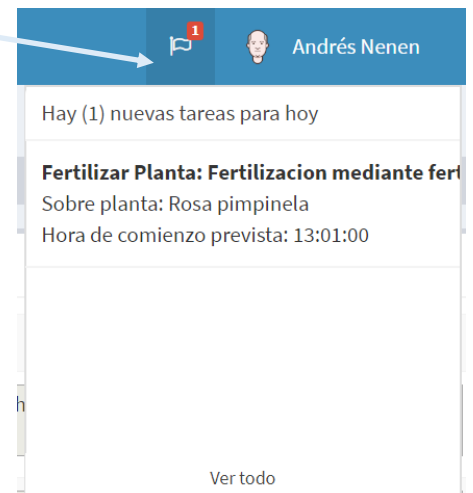 1
Andrés Nenen
Hay (1) nuevas tareas para hoy
Fertilizar Planta: Fertilizacion mediante fert
Sobre planta: Rosa pimpinela
Hora de comienzo prevista: 13:01:00
h
Ver todo